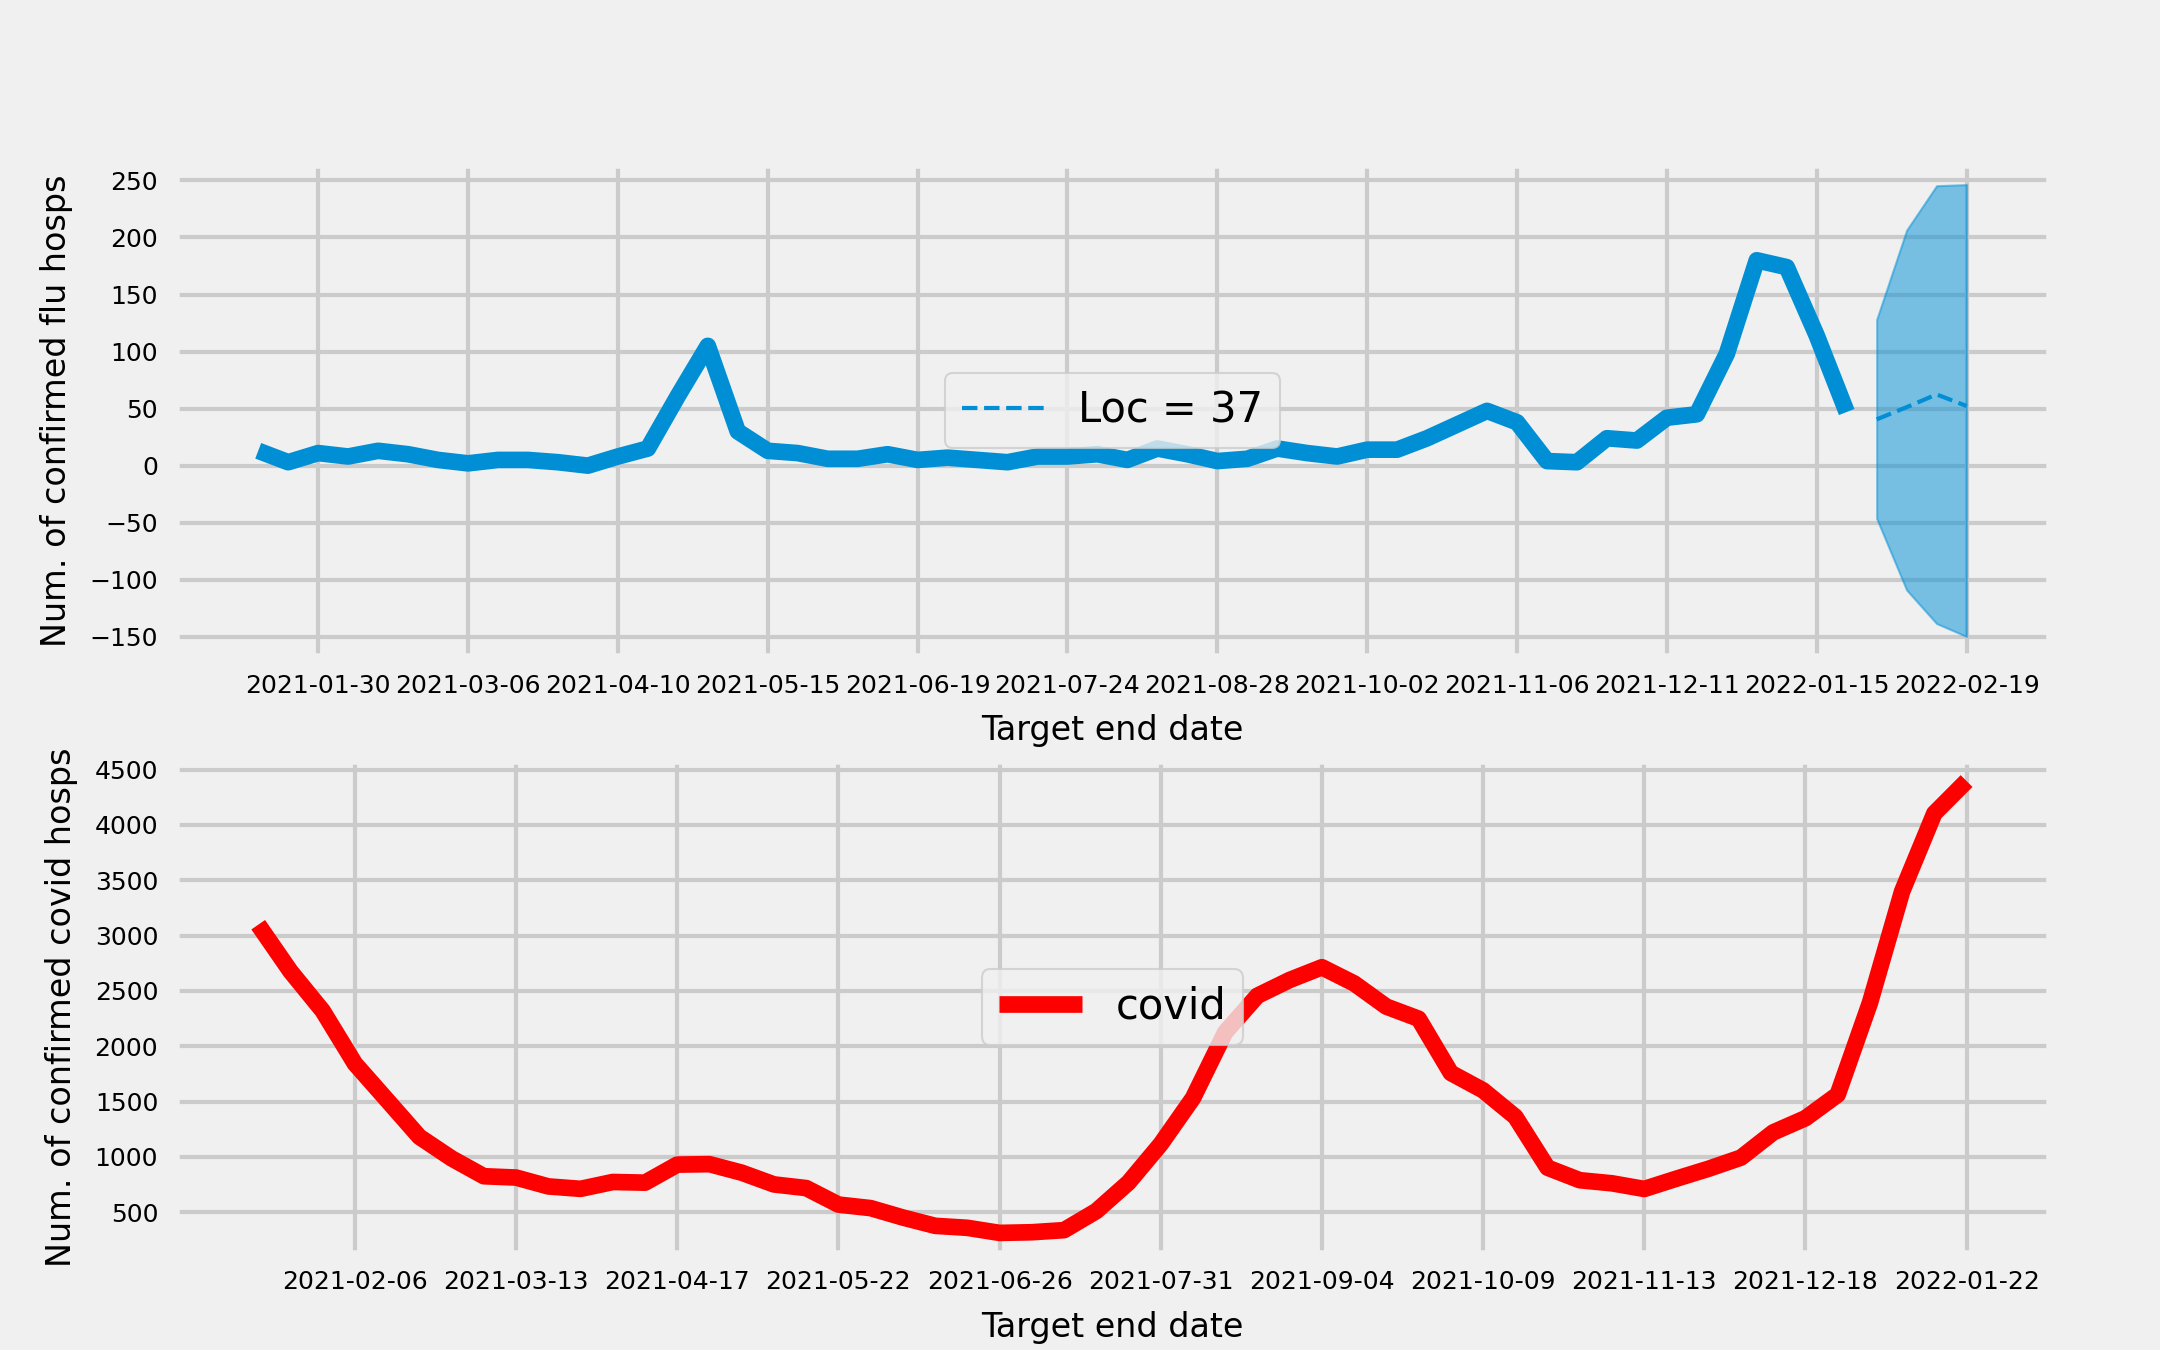 Num. of confirmed flu hosps
250
200
150
100
50
0
−50
−100
−150
Loc = 37
2021-01-30 2021-03-06 2021-04-10 2021-05-15 2021-06-19 2021-07-24 2021-08-28 2021-10-02 2021-11-06 2021-12-11 2022-01-15 2022-02-19
Target end date
Num. of confirmed covid hosps
4500
4000
3500
3000
2500
2000
1500
1000
500
covid
2021-02-06 2021-03-13 2021-04-17 2021-05-22 2021-06-26 2021-07-31 2021-09-04 2021-10-09 2021-11-13 2021-12-18 2022-01-22
Target end date